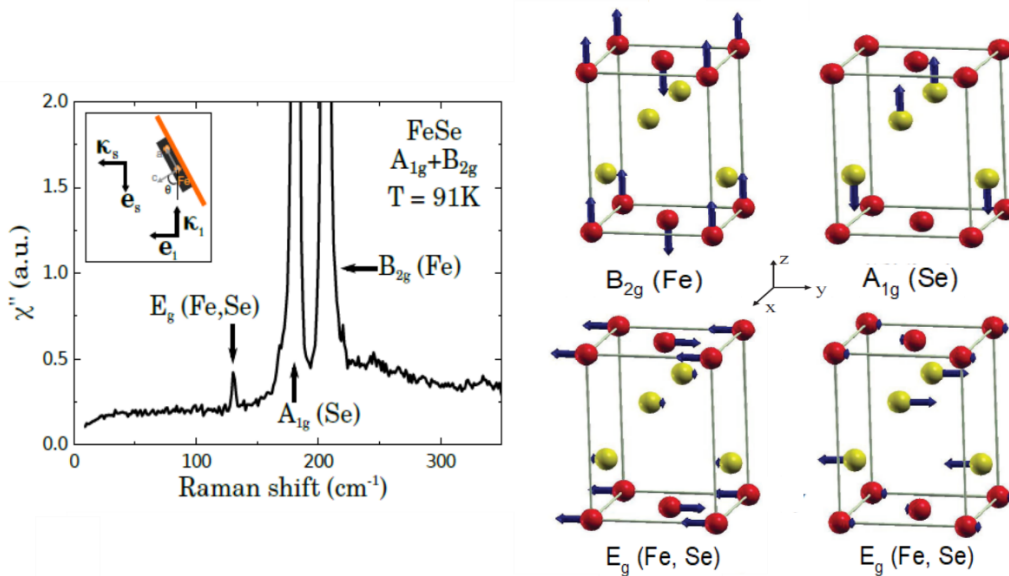 FeSe
A1g+B2g
T = 91K
κs
es
θ
κ1
e1
B2g (Fe)
Eg (Fe,Se)
A1g (Se)
χ" (a.u.)
2.0
1.5
1.0
0.5
0.0
0 100 200 300
Raman shift (cm-1)
B2g (Fe)
A1g (Se)
z
y
x
Eg (Fe, Se)
Eg (Fe, Se)